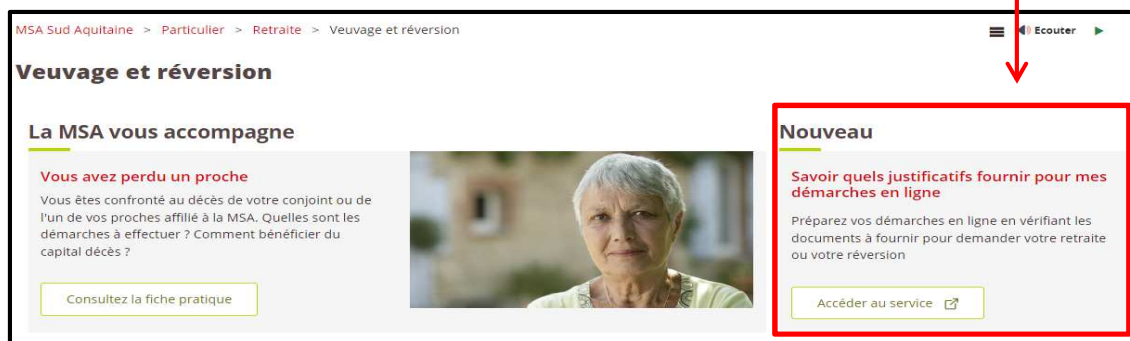 MSA Sud Aquitaine > Particulier > Retraite > Veuvage et réversion
Ecouter
Veuvage et réversion
La MSA vous accompagne
Vous avez perdu un proche
Vous êtes confronté au décès de votre conjoint ou de
l'un de vos proches affilié à la MSA. Quelles sont les
démarches à effectuer ? Comment bénéficier du
capital décès ?
Consultez la fiche pratique
Nouveau
Savoir quels justificatifs fournir pour mes
démarches en ligne
Préparez vos démarches en ligne en vérifiant les
documents à fournir pour demander votre retraite
ou votre réversion
Accéder au service